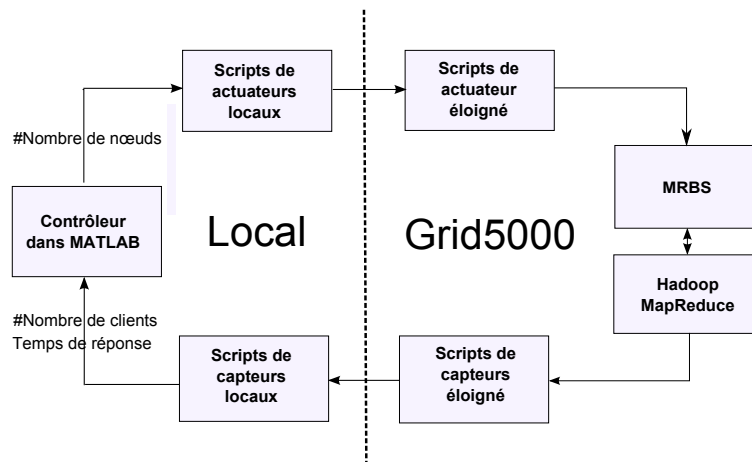 Scripts de
actuateurs
locaux
Scripts de
actuateur
éloigné
#Nombre de nœuds
MRBS
Contrôleur
dans MATLAB
Local
Grid5000
Hadoop
MapReduce
#Nombre de clients
Temps de réponse
Scripts de
capteurs
locaux
Scripts de
capteurs
éloigné